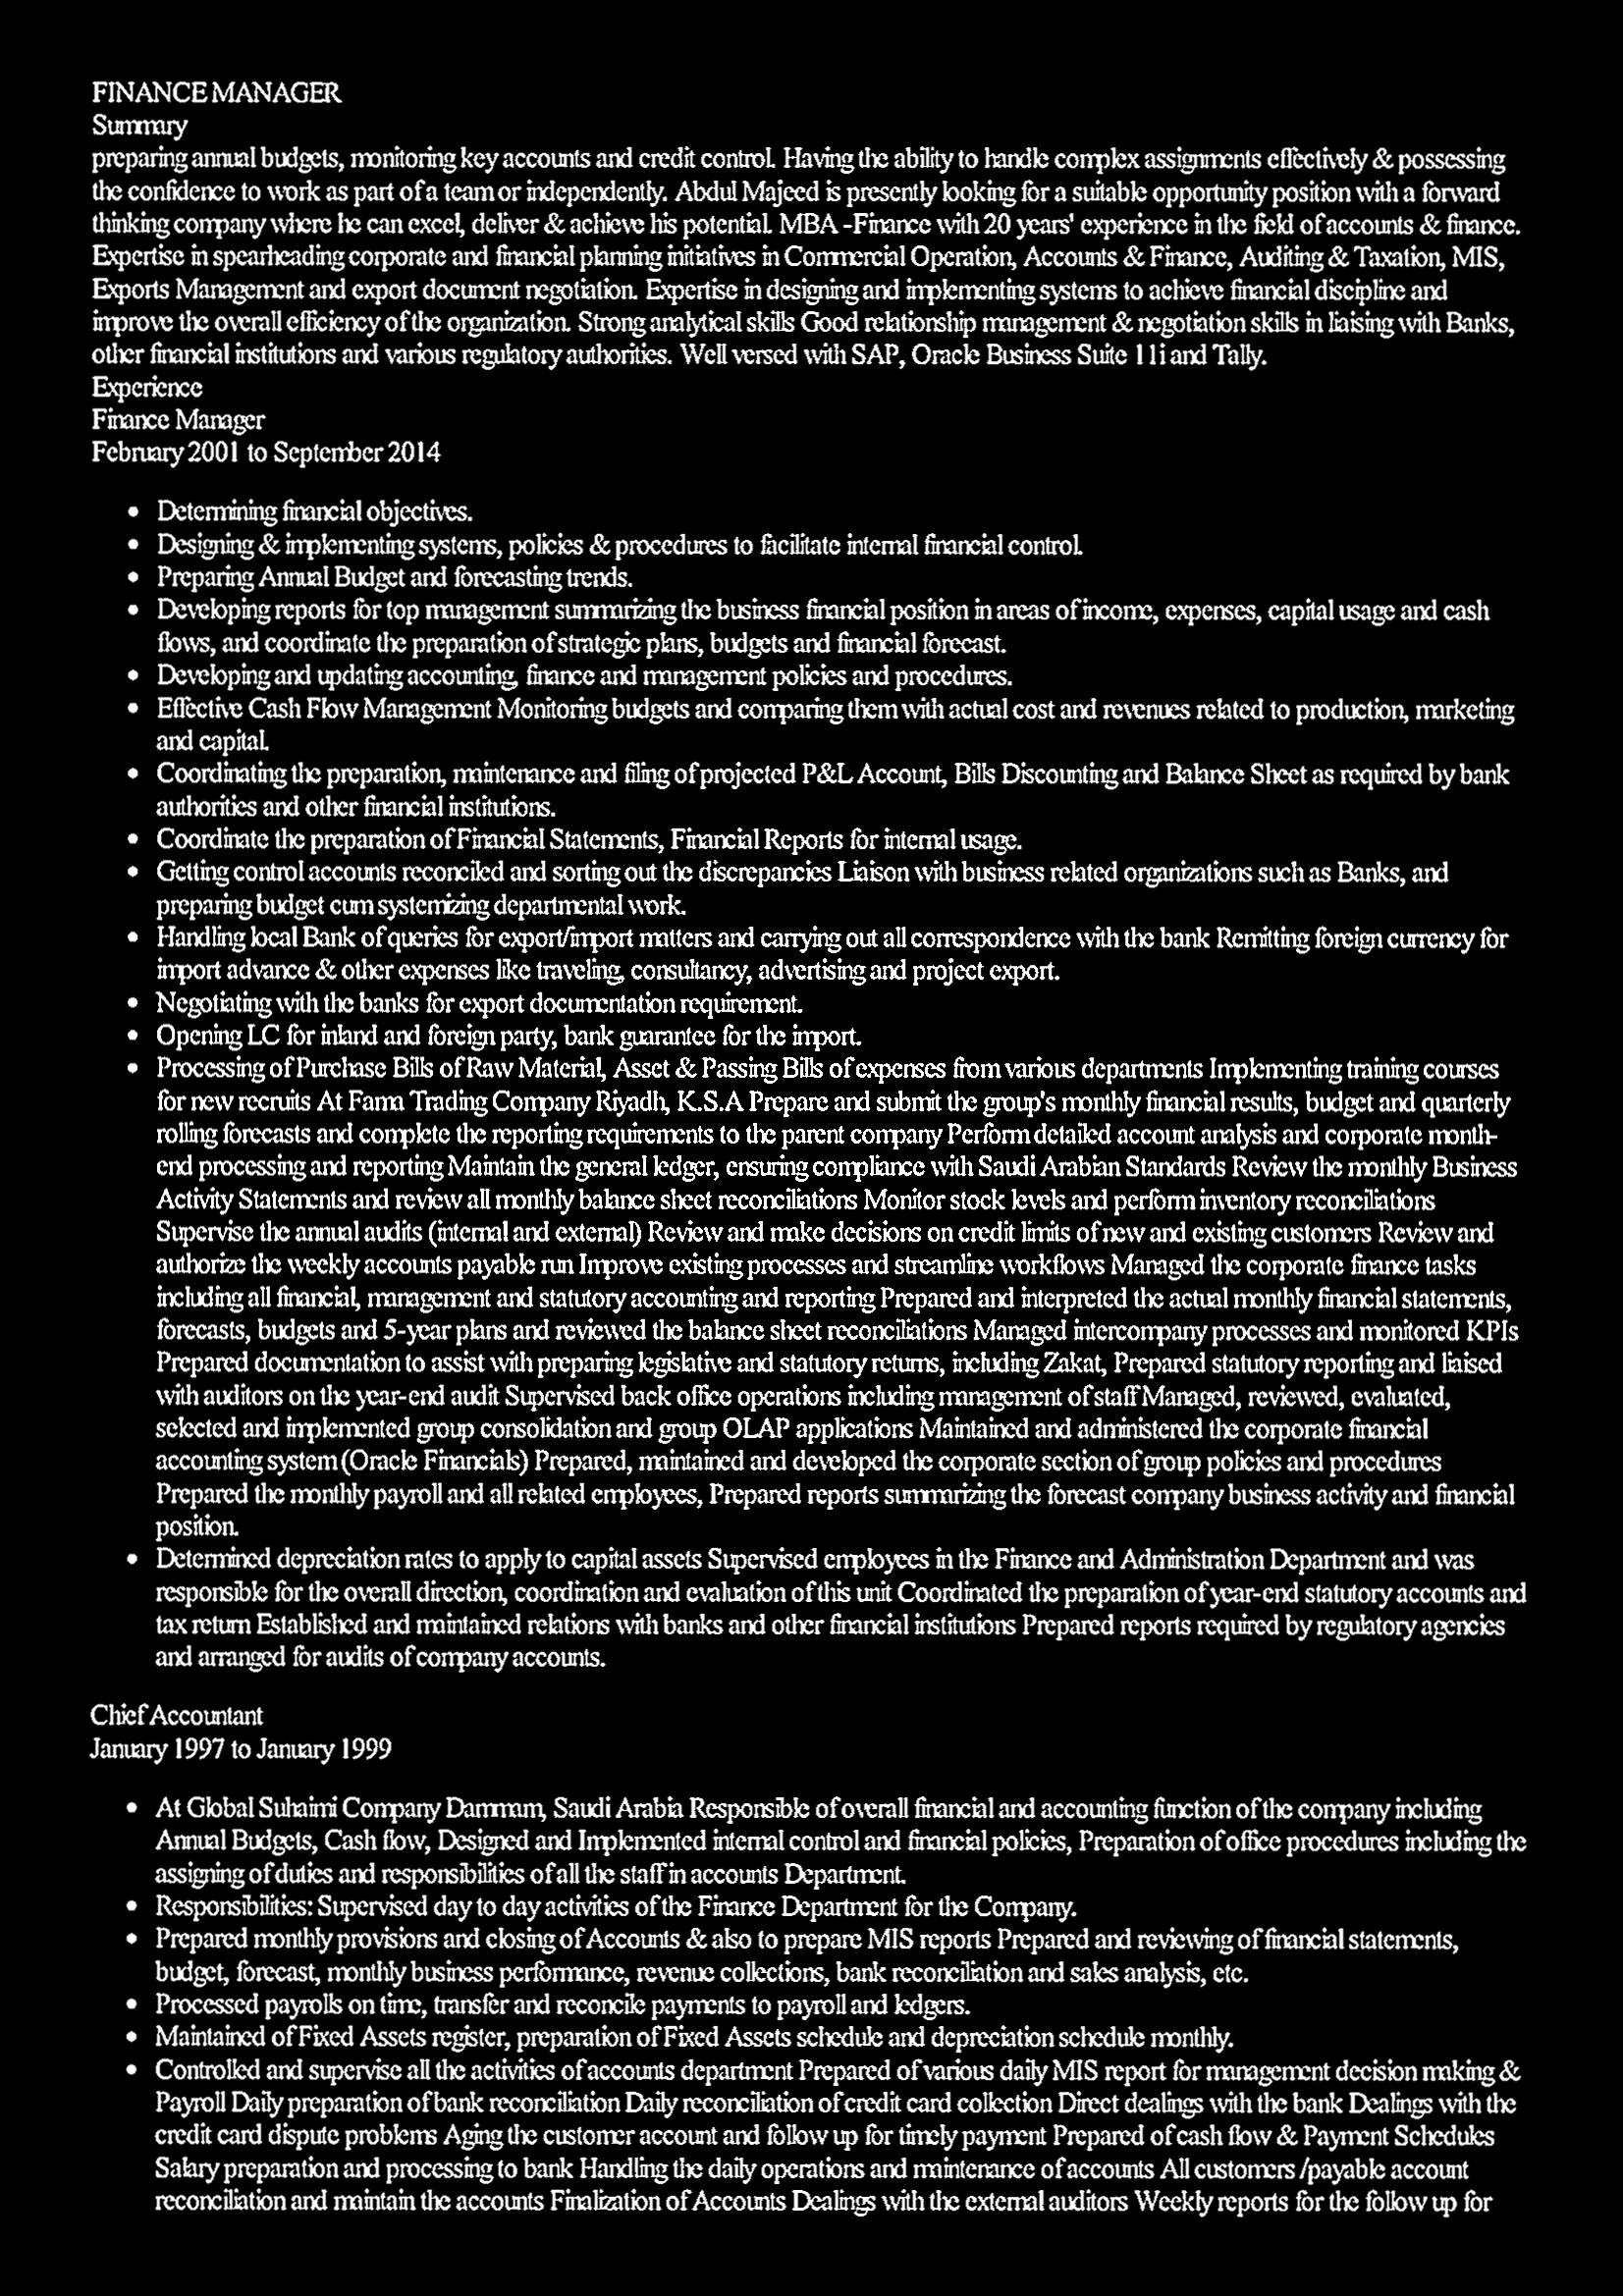 FINANCE MANAGER
Summary
preparing annual budgets, monitoring key accounts and credit control. Having the ability to handle complex assignments effectively & possessing
the confidence to work as part of a team or independently. Abdul Majeed is presently looking for a suitable opportunity position with a forward
thinking company where he can excel, deliver & achieve his potential. MBA -Finance with 20 years' experience in the field of accounts & finance.
Expertise in spearheading corporate and financial planning initiatives in Commercial Operation, Accounts & Finance, Auditing & Taxation, MIS,
Exports Management and export document negotiation. Expertise in designing and implementing systems to achieve financial discipline and
improve the overall efficiency of the organization. Strong analytical skills Good relationship management & negotiation skills in liaising with Banks,
other financial institutions and various regulatory authorities. Well versed with SAP, Oracle Business Suite 11i and Tally.
Experience
Finance Manager
February 2001 to September 2014
• Determining financial objectives.
• Designing & implementing systems, policies & procedures to facilitate internal financial control.
• Preparing Annual Budget and forecasting trends.
• Developing reports for top management summarizing the business financial position in areas of income, expenses, capital usage and cash
flows, and coordinate the preparation of strategic plans, budgets and financial forecast.
• Developing and updating accounting, finance and management policies and procedures.
• Effective Cash Flow Management Monitoring budgets and comparing them with actual cost and revenues related to production, marketing
and capital.
• Coordinating the preparation, maintenance and filing of projected P&L Account, Bills Discounting and Balance Sheet as required by bank
authorities and other financial institutions.
• Coordinate the preparation of Financial Statements, Financial Reports for internal usage.
• Getting control accounts reconciled and sorting out the discrepancies Liaison with business related organizations such as Banks, and
preparing budget cum systemizing departmental work.
• Handling local Bank of queries for export/import matters and carrying out all correspondence with the bank Remitting foreign currency for
import advance & other expenses like traveling, consultancy, advertising and project export.
• Negotiating with the banks for export documentation requirement.
• Opening LC for inland and foreign party, bank guarantee for the import.
• Processing of Purchase Bills of Raw Material, Asset & Passing Bills of expenses from various departments Implementing training courses
for new recruits At Fama Trading Company Riyadh, K.S.A Prepare and submit the group's monthly financial results, budget and quarterly
rolling forecasts and complete the reporting requirements to the parent company Perform detailed account analysis and corporate month-
end processing and reporting Maintain the general ledger, ensuring compliance with Saudi Arabian Standards Review the monthly Business
Activity Statements and review all monthly balance sheet reconciliations Monitor stock levels and perform inventory reconciliations
Supervise the annual audits (internal and external) Review and make decisions on credit limits of new and existing customers Review and
authorize the weekly accounts payable run Improve existing processes and streamline workflows Managed the corporate finance tasks
including all financial, management and statutory accounting and reporting Prepared and interpreted the actual monthly financial statements,
forecasts, budgets and 5-year plans and reviewed the balance sheet reconciliations Managed intercompany processes and monitored KPIs
Prepared documentation to assist with preparing legislative and statutory returns, including Zakat, Prepared statutory reporting and liaised
with auditors on the year-end audit Supervised back office operations including management of staff Managed, reviewed, evaluated,
selected and implemented group consolidation and group OLAP applications Maintained and administered the corporate financial
accounting system (Oracle Financials) Prepared, maintained and developed the corporate section of group policies and procedures
Prepared the monthly payroll and all related employees, Prepared reports summarizing the forecast company business activity and financial
position.
• Determined depreciation rates to apply to capital assets Supervised employees in the Finance and Administration Department and was
responsible for the overall direction, coordination and evaluation of this unit Coordinated the preparation of year-end statutory accounts and
tax return Established and maintained relations with banks and other financial institutions Prepared reports required by regulatory agencies
and arranged for audits of company accounts.
Chief Accountant
January 1997 to January 1999
• At Global Suhaimi Company Dammam, Saudi Arabia Responsible of overall financial and accounting function of the company including
Annual Budgets, Cash flow, Designed and Implemented internal control and financial policies, Preparation of office procedures including the
assigning of duties and responsibilities of all the staff in accounts Department.
• Responsibilities: Supervised day to day activities of the Finance Department for the Company.
• Prepared monthly provisions and closing of Accounts & also to prepare MIS reports Prepared and reviewing of financial statements,
budget, forecast, monthly business performance, revenue collections, bank reconciliation and sales analysis, etc.
• Processed payrolls on time, transfer and reconcile payments to payroll and ledgers.
• Maintained of Fixed Assets register, preparation of Fixed Assets schedule and depreciation schedule monthly.
• Controlled and supervise all the activities of accounts department Prepared of various daily MIS report for management decision making &
Payroll Daily preparation of bank reconciliation Daily reconciliation of credit card collection Direct dealings with the bank Dealings with the
credit card dispute problems Aging the customer account and follow up for timely payment Prepared of cash flow & Payment Schedules
Salary preparation and processing to bank Handling the daily operations and maintenance of accounts All customers /payable account
reconciliation and maintain the accounts Finalization of Accounts Dealings with the external auditors Weekly reports for the follow up for